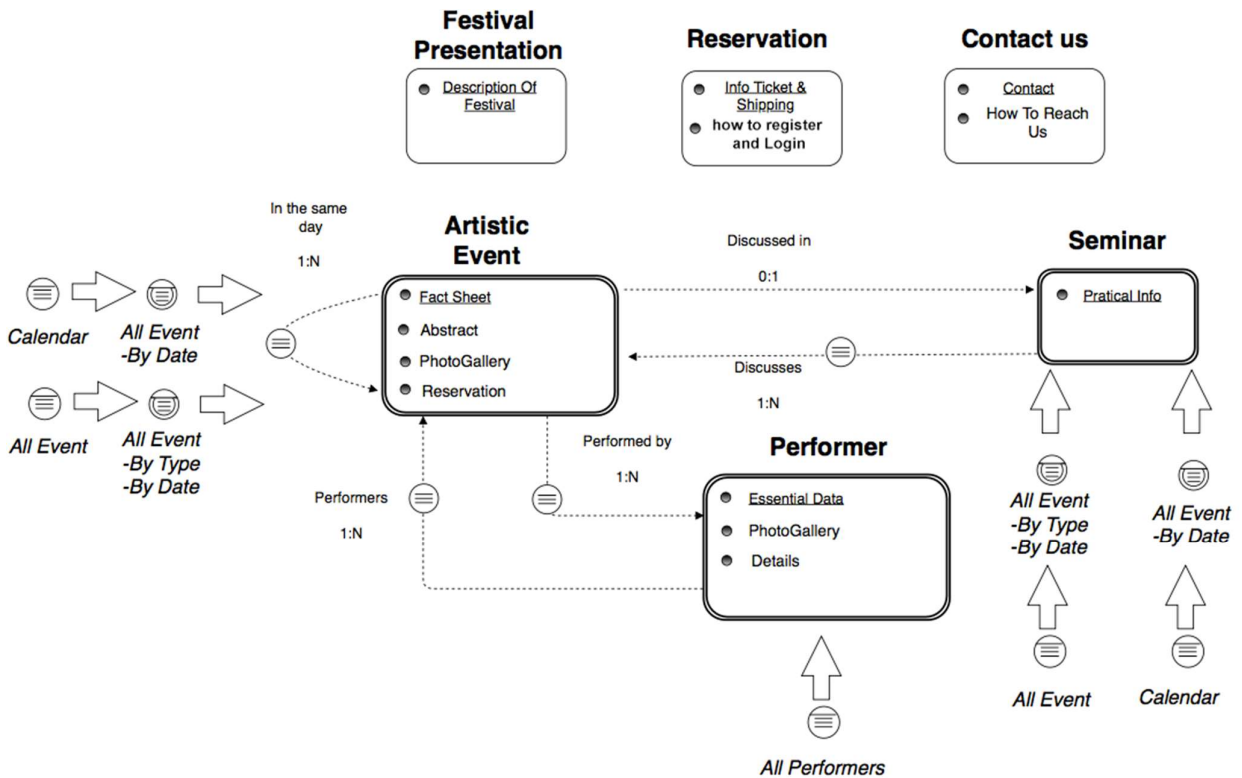 Festival
Presentation
Description Of
Festival
Reservation
Info Ticket &
Shipping
how to register
and Login
Contact us
Contact
How To Reach
Us
In the same
day
1:N
Calendar
All Event
-By Date
All Event
All Event
-By Type
-By Date
Artistic
Event
Fact Sheet
Abstract
PhotoGallery
Reservation
Discussed in
0:1
Discusses
1:N
Seminar
Pratical Info
Performed by
1:N
Performers
1:N
Performer
Essential Data
PhotoGallery
Details
All Performers
All Event
-By Type
-By Date
All Event
All Event
-By Date
Calendar